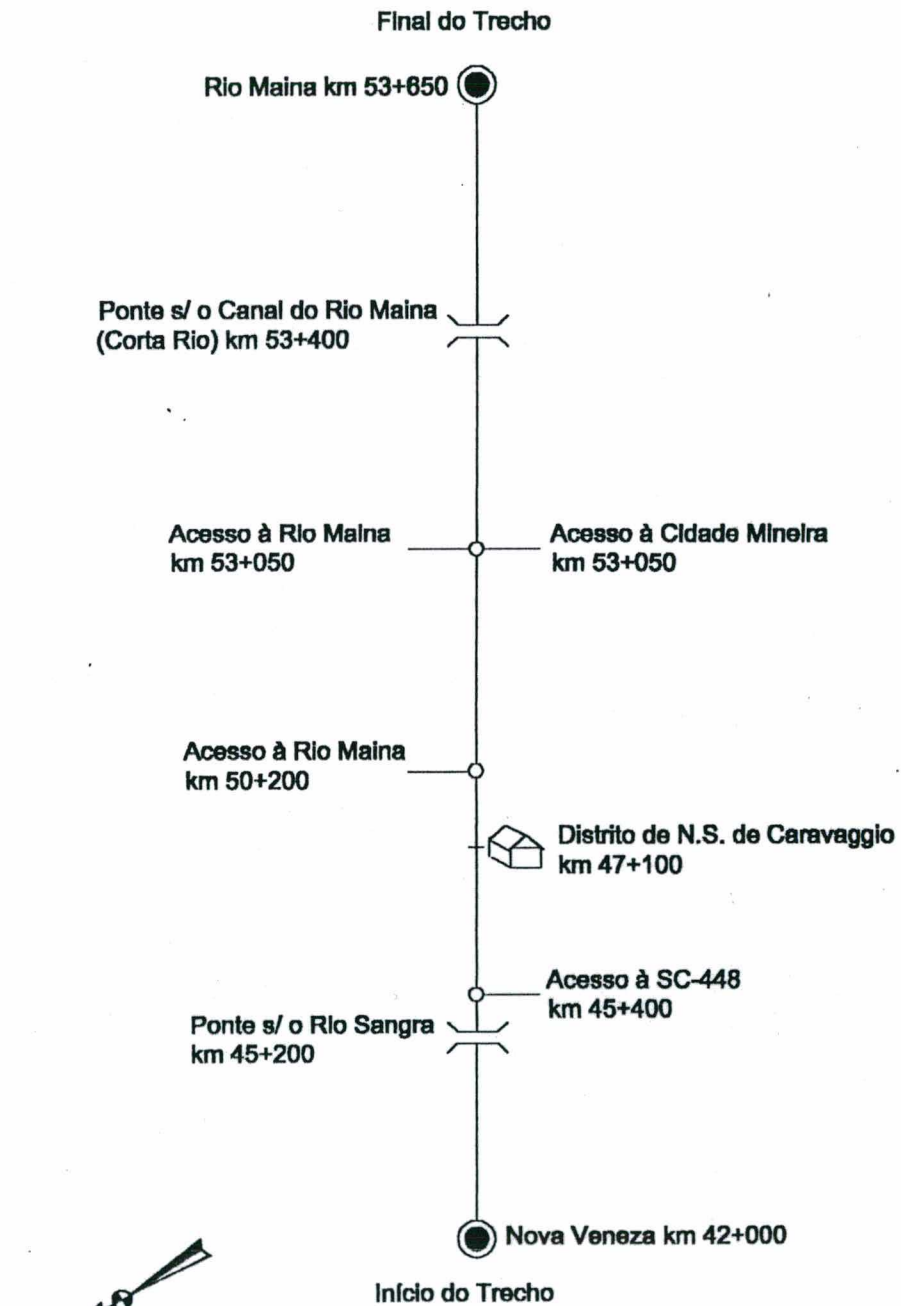 Final do Trecho
Rio Maina km 53+650
Ponte s/ o Canal do Rio Maina
(Corta Rio) km 53+400
Acesso à Rio Maina
km 53+050
Acesso à Cidade Mineira
km 53+050
Acesso à Rio Maina
km 50+200
Distrito de N.S. de Caravaggio
km 47+100
Acesso à SC-448
km 45+400
Ponte s/ o Rio Sangra
km 45+200
Nova Veneza km 42+000
Início do Trecho